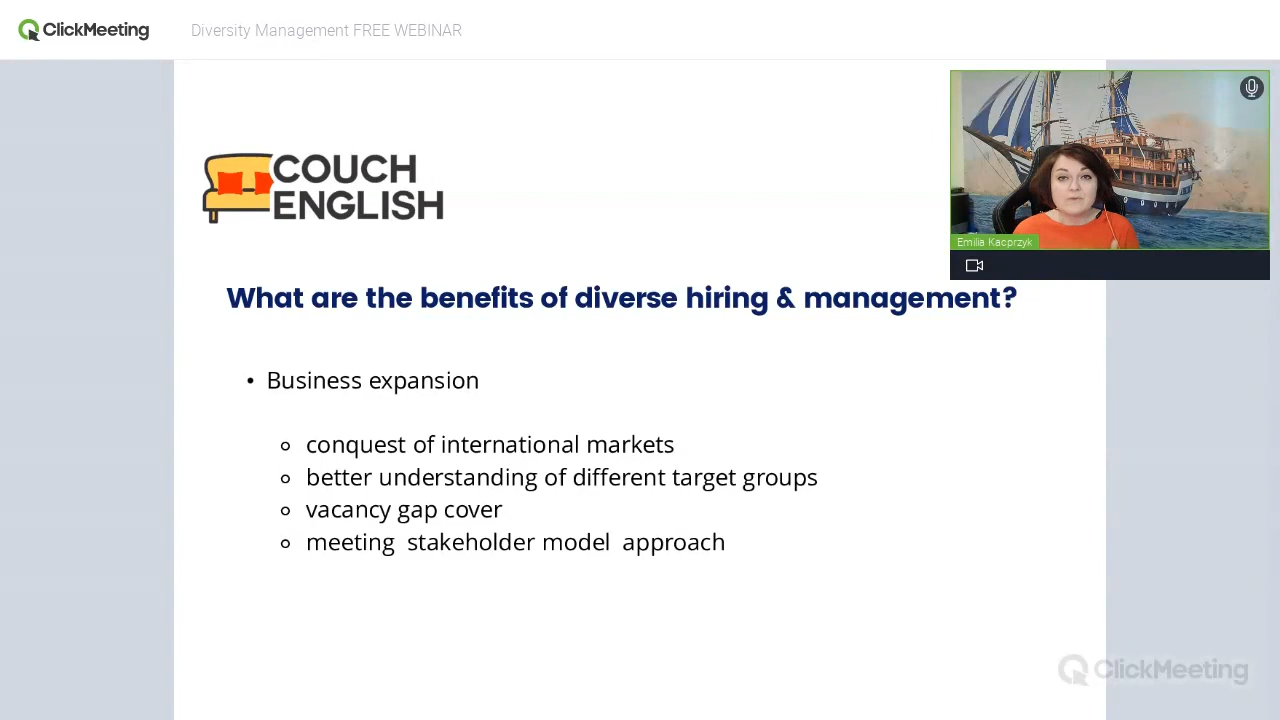 ClickMeeting
Diversity Management FREE WEBINAR
COUCH
ENGLISH
Emilia Kacprzyk
What are the benefits of diverse hiring & management?
• Business expansion
conquest of international markets
better understanding of different target groups
vacancy gap cover
meeting stakeholder model approach
ClickMeeting